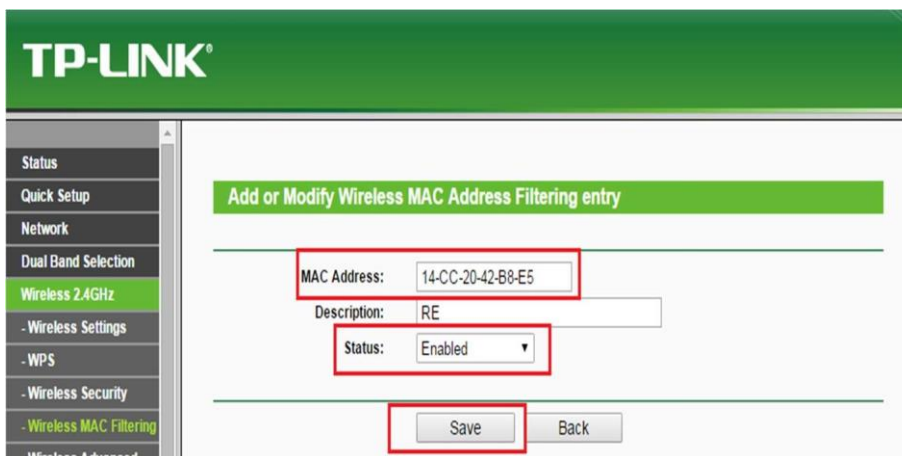 TP-LINK®
Status
Quick Setup
Network
Dual Band Selection
Wireless 2.4GHz
- Wireless Settings
- WPS
- Wireless Security
- Wireless MAC Filtering
- Wireless Advanced
Add or Modify Wireless MAC Address Filtering entry
MAC Address: 14-CC-20-42-B8-E5
Description: RE
Status: Enabled
Save Back